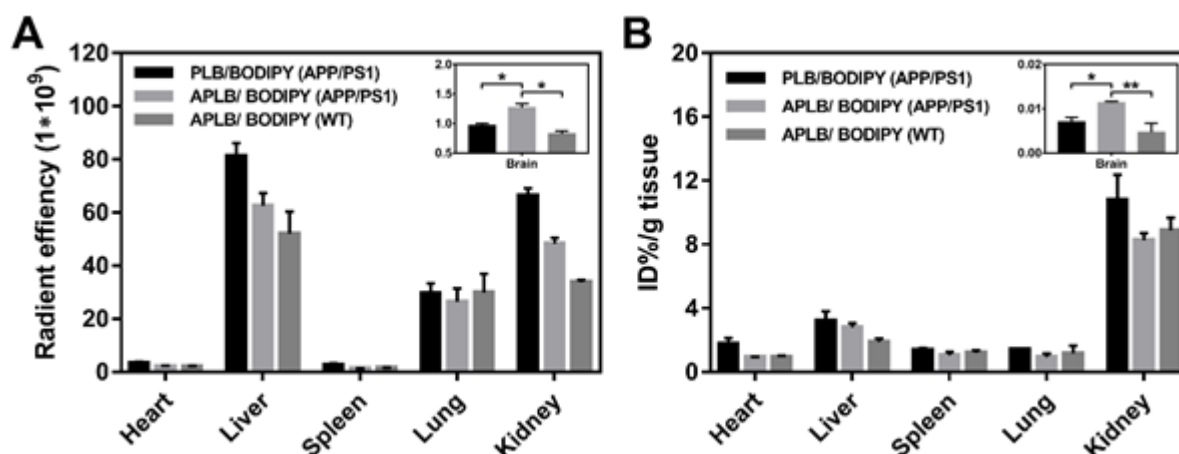 A
Radient effiency (1*10⁹)
120
100
80
60
40
20
0
PLB/BODIPY (APP/PS1)
APLB/ BODIPY (APP/PS1)
APLB/ BODIPY (WT)
2.0
1.5
1.0
0.5
* *
Brain
Heart Liver Spleen Lung Kidney
B
ID%/g tissue
20
16
12
8
4
0
PLB/BODIPY (APP/PS1)
APLB/ BODIPY (APP/PS1)
APLB/ BODIPY (WT)
0.02
0.01
0.00
* **
Brain
Heart Liver Spleen Lung Kidney